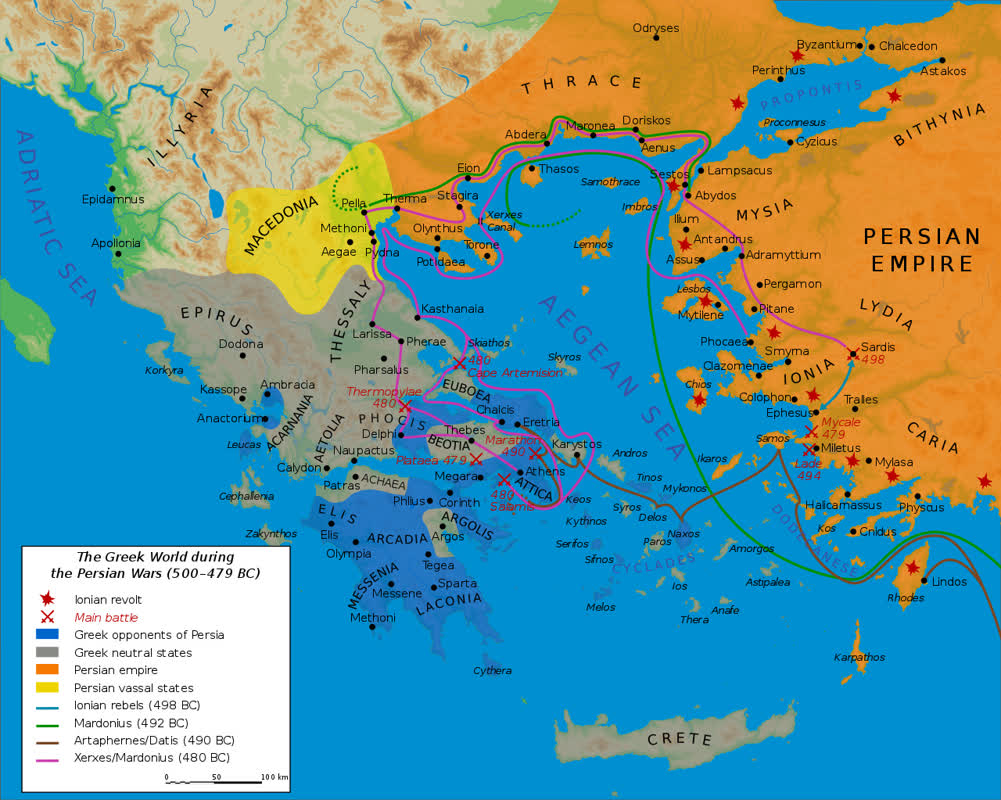 Odryses
Byzantium
Chalcedon
Perinthus
Astakos
THRACE
PROPONTIS
BITHYNIA
ILLYRIA
ADRIATIC SEA
Abdera
Maronea
Doriskos
Aenus
Proconnesus
Cyzicus
Epidamnus
Eion
Thasos
Samothrace
Sestos
Lampsacus
Pella
Therma
Stagira
Imbros
Abydos
MACEDONIA
Xerxes
Canal
MYSIA
Methoni
Olynthus
Ilium
Apollonia
Aegae
Pydna
Torone
Lemnos
Antandrus
PERSIAN
EMPIRE
Potidaea
Assus
Adramyttium
Lesbos
Pergamon
AEGEAN SEA
EPIRUS
THESSALY
Kasthanaia
Mytilene
Pitane
LYDIA
Larissa
Pherae
Skiathos
Phocaea
Dodona
Skyros
Smyrna
Sardis
498
Korkyra
Pharsalus
480
Cape Artemision
Clazomenae
IONIA
Kassope
Ambracia
Thermopylae
480
EUBOEA
Chios
Colophon
Tralles
Anactorium
ACARNANIA
AETOLIA
PHOCIS
Chalcis
Eretria
Ephesus
Mycale
479
CARIA
Leucas
Delphi
Thebes
BEOTIA
Marathon
490
Karystos
Samos
Naupactus
Plataea 479
Andros
Ikaros
Miletus
Lade
494
Mylasa
Calydon
Megara
Athens
Tinos
Patras
ACHAEA
ATTICA
Mykonos
Cephallenia
Phlius
Corinth
480
Salamis
Keos
Syros
Halicarnassus
Physcus
ELIS
ARGOLIS
Kythnos
Delos
DODECANESE
Kos
Zakynthos
Elis
ARCADIA
Argos
Naxos
Cnidus
Olympia
Serifos
Paros
Amorgos
Tegea
Sifnos
CYCLADES
MESSENIA
Messene
Sparta
Ios
Astipalea
Rhodes
Lindos
LACONIA
Melos
Anafe
Methoni
Thera
Karpathos
Cythera
CRETE
The Greek World during
the Persian Wars (500–479 BC)
Ionian revolt
Main battle
Greek opponents of Persia
Greek neutral states
Persian empire
Persian vassal states
Ionian rebels (498 BC)
Mardonius (492 BC)
Artaphernes/Datis (490 BC)
Xerxes/Mardonius (480 BC)
0 50 100 km